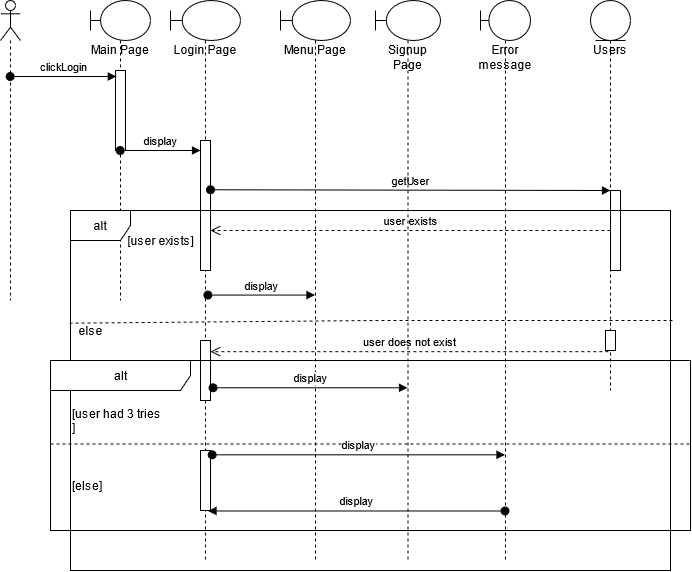 Main Page
Login Page
Menu Page
Signup
Page
Error
message
Users
clickLogin
display
getUser
alt
user exists
[user exists]
display
else
user does not exist
alt
display
[user had 3 tries
]
display
[else]
display